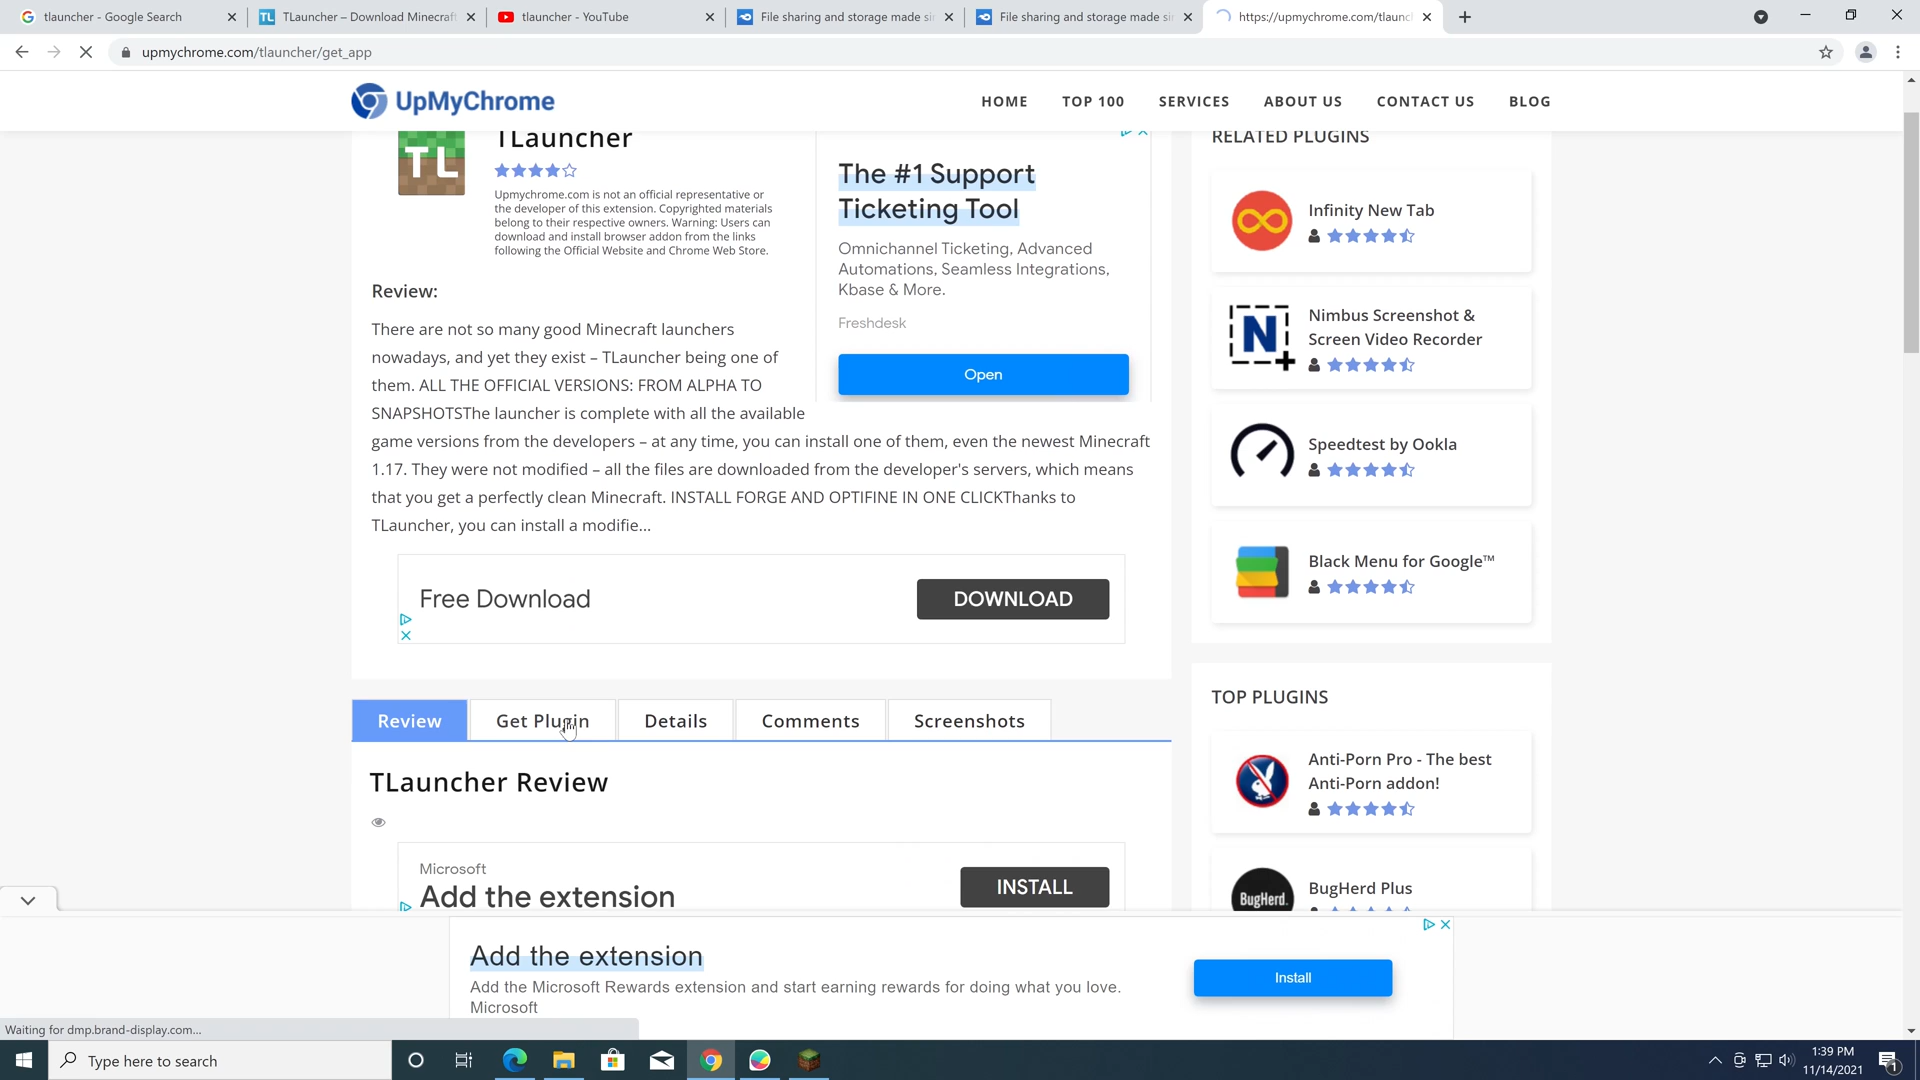 tlauncher - Google Search
TLauncher – Download Minecraft
tlauncher - YouTube
File sharing and storage made si
File sharing and storage made si
https://upmychrome.com/tlaunch
upmychrome.com/tlauncher/get_app
UpMyChrome
HOME
TOP 100
SERVICES
ABOUT US
CONTACT US
BLOG
TL
TLauncher
Upmychrome.com is not an official representative or
the developer of this extension. Copyrighted materials
belong to their respective owners. Warning: Users can
download and install browser addon from the links
following the Official Website and Chrome Web Store.
The #1 Support
Ticketing Tool
Omnichannel Ticketing, Advanced
Automations, Seamless Integrations,
Kbase & More.
Freshdesk
Open
Review:
There are not so many good Minecraft launchers
nowadays, and yet they exist – TLauncher being one of
them. ALL THE OFFICIAL VERSIONS: FROM ALPHA TO
SNAPSHOTSThe launcher is complete with all the available
game versions from the developers – at any time, you can install one of them, even the newest Minecraft
1.17. They were not modified – all the files are downloaded from the developer's servers, which means
that you get a perfectly clean Minecraft. INSTALL FORGE AND OPTIFINE IN ONE CLICKThanks to
TLauncher, you can install a modifie...
Free Download
DOWNLOAD
Review
Get Plugin
Details
Comments
Screenshots
TLauncher Review
Microsoft
Add the extension
INSTALL
RELATED PLUGINS
Infinity New Tab
Nimbus Screenshot &
Screen Video Recorder
Speedtest by Ookla
Black Menu for Google™
TOP PLUGINS
Anti-Porn Pro - The best
Anti-Porn addon!
BugHerd.
BugHerd Plus
Add the extension
Add the Microsoft Rewards extension and start earning rewards for doing what you love.
Microsoft
Install
Waiting for dmp.brand-display.com...
Type here to search
1:39 PM
11/14/2021
1